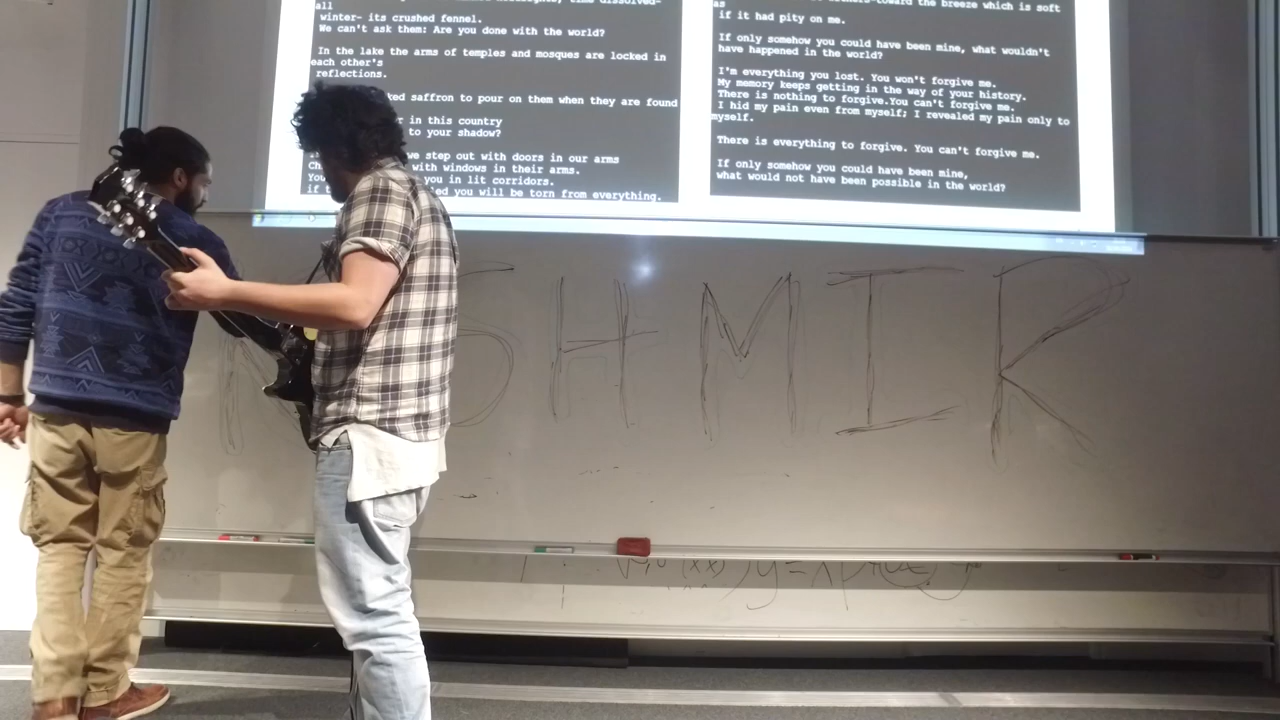 all
winter- its crushed fennel.
We can't ask them: Are you done with the world?
In the lake the arms of temples and mosques are locked in
each other's
reflections.
saffron to pour on them when they are found
in this country
to your shadow?
we step out with doors in our arms
with windows in their arms.
you in lit corridors.
if you will be torn from everything.
toward the breeze which is soft
as
if it had pity on me.
If only somehow you could have been mine, what wouldn't
have happened in the world?
I'm everything you lost. You won't forgive me.
My memory keeps getting in the way of your history.
There is nothing to forgive.You can't forgive me.
I hid my pain even from myself; I revealed my pain only to
myself.
There is everything to forgive. You can't forgive me.
If only somehow you could have been mine,
what would not have been possible in the world?
SHMIR